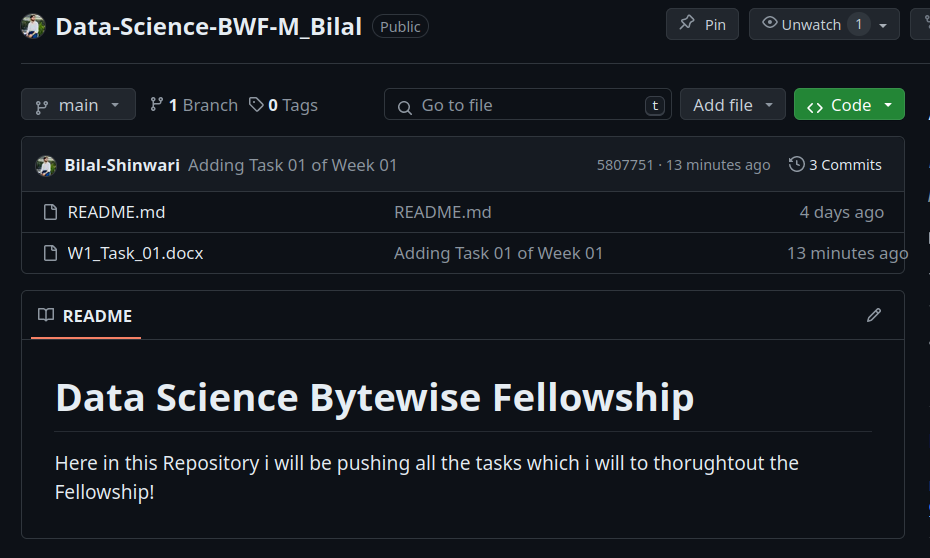 Data-Science-BWF-M_Bilal Public Pin Unwatch 1
main 1 Branch 0 Tags Go to file t Add file Code
Bilal-Shinwari Adding Task 01 of Week 01 5807751 · 13 minutes ago 3 Commits
README.md README.md 4 days ago
W1_Task_01.docx Adding Task 01 of Week 01 13 minutes ago
README
Data Science Bytewise Fellowship
Here in this Repository i will be pushing all the tasks which i will to thorughtout the
Fellowship!